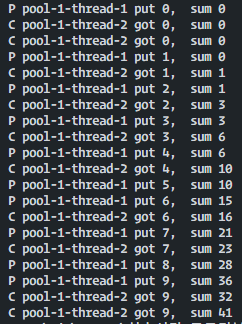 P pool-1-thread-1 put 0,  sum 0
C pool-1-thread-2 got 0,  sum 0
C pool-1-thread-2 got 0,  sum 0
P pool-1-thread-1 put 1,  sum 0
C pool-1-thread-2 got 1,  sum 1
P pool-1-thread-1 put 2,  sum 1
C pool-1-thread-2 got 2,  sum 3
P pool-1-thread-1 put 3,  sum 3
C pool-1-thread-2 got 3,  sum 6
P pool-1-thread-1 put 4,  sum 6
C pool-1-thread-2 got 4,  sum 10
P pool-1-thread-1 put 5,  sum 10
P pool-1-thread-1 put 6,  sum 15
C pool-1-thread-2 got 6,  sum 16
P pool-1-thread-1 put 7,  sum 21
C pool-1-thread-2 got 7,  sum 23
P pool-1-thread-1 put 8,  sum 28
P pool-1-thread-1 put 9,  sum 36
C pool-1-thread-2 got 9,  sum 32
C pool-1-thread-2 got 9,  sum 41